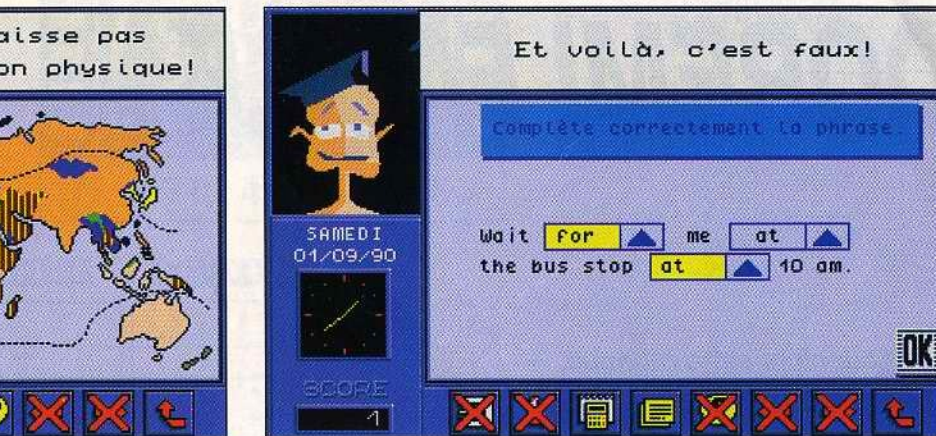 aisse pas
on physique!
Et voilà, c'est faux!
Complète correctement la phrase.
SAMEDI
01/09/90
Wait for me at
the bus stop at 10 am.
OK
SCORE
1